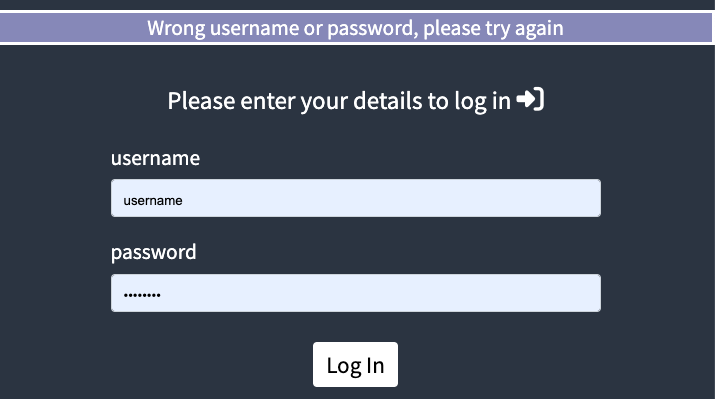 Wrong username or password, please try again
Please enter your details to log in
username
username
password
••••••••
Log In